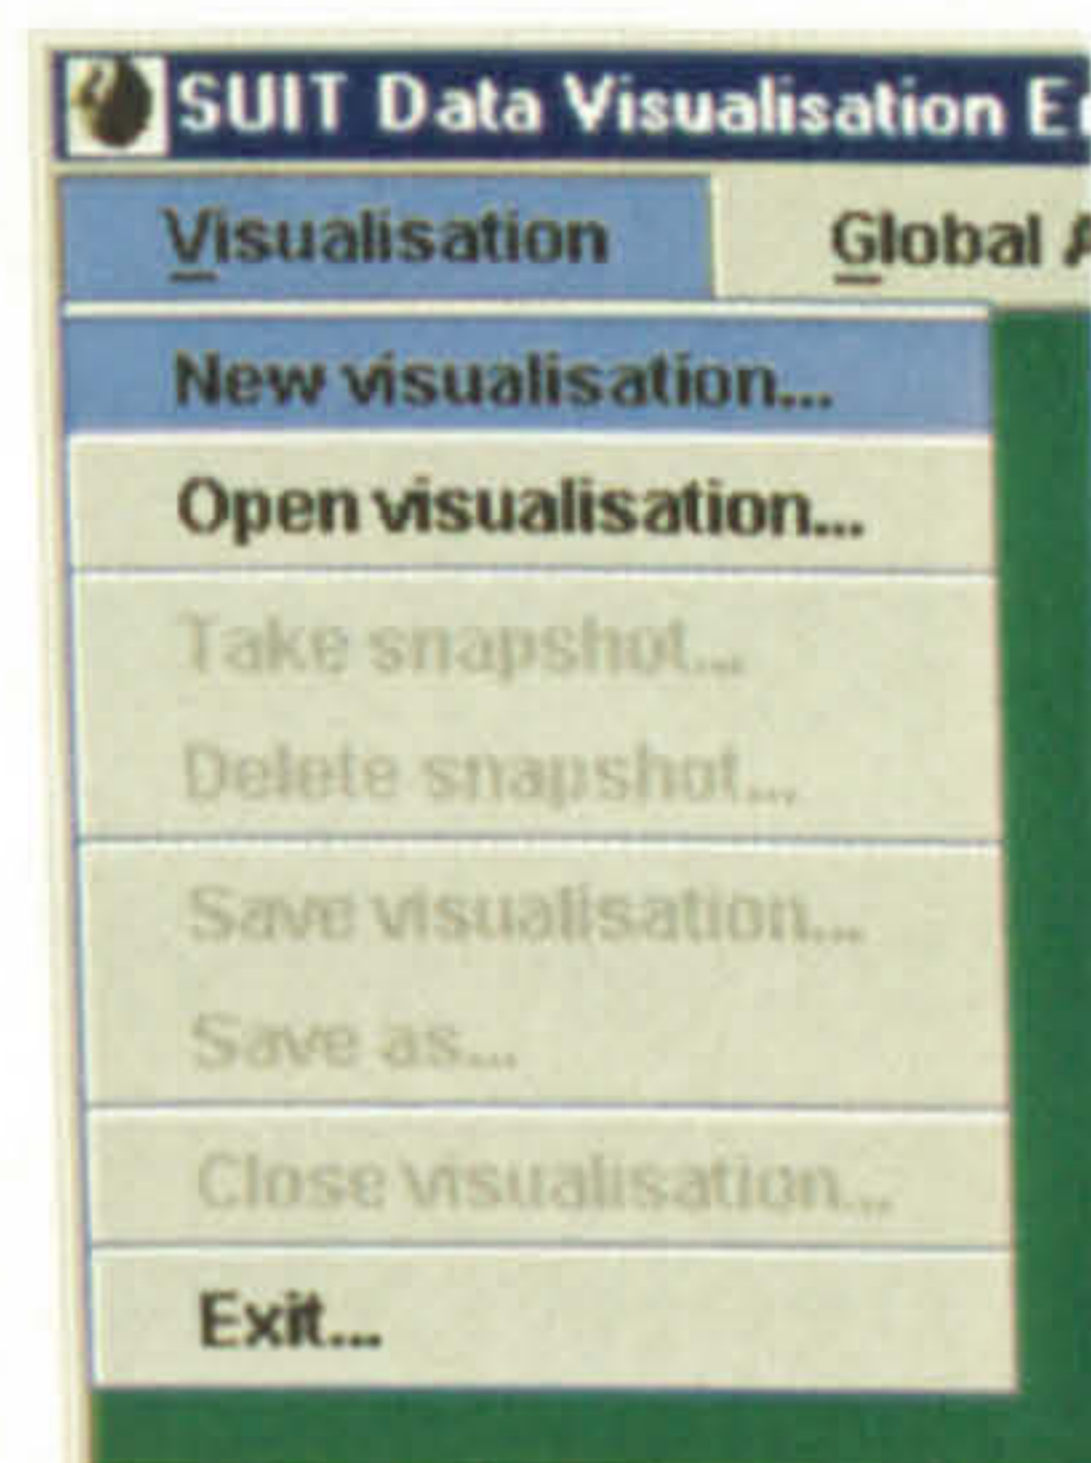 SUIT Data Visualisation E
Visualisation Global
New visualisation...
Open visualisation...
Take snapshot...
Delete snapshot...
Save visualisation...
Save as...
Close visualisation...
Exit...